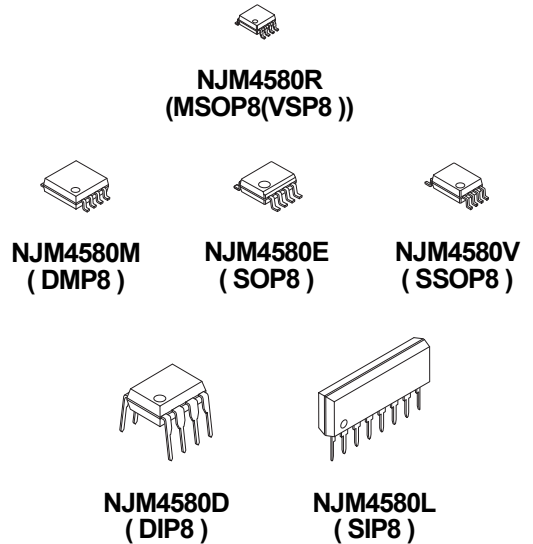 NJM4580R
(MSOP8(VSP8 ))
NJM4580M
( DMP8 )
NJM4580E
( SOP8 )
NJM4580V
( SSOP8 )
NJM4580D
( DIP8 )
NJM4580L
( SIP8 )